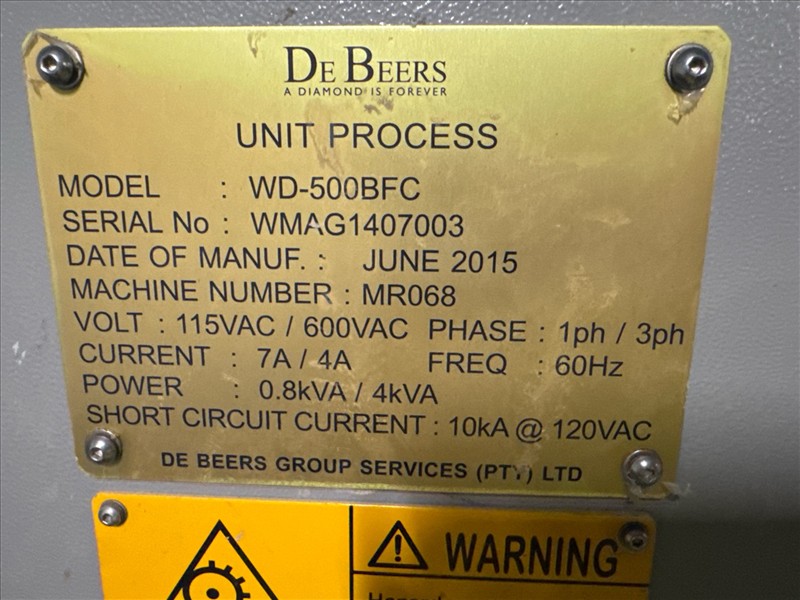 DE BEERS
A DIAMOND IS FOREVER
UNIT PROCESS
MODEL : WD-500BFC
SERIAL No : WMAG1407003
DATE OF MANUF. : JUNE 2015
MACHINE NUMBER : MR068
VOLT : 115VAC / 600VAC PHASE : 1ph / 3ph
CURRENT : 7A / 4A FREQ : 60Hz
POWER : 0.8kVA / 4kVA
SHORT CIRCUIT CURRENT : 10kA @ 120VAC
DE BEERS GROUP SERVICES (PTY) LTD
WARNING